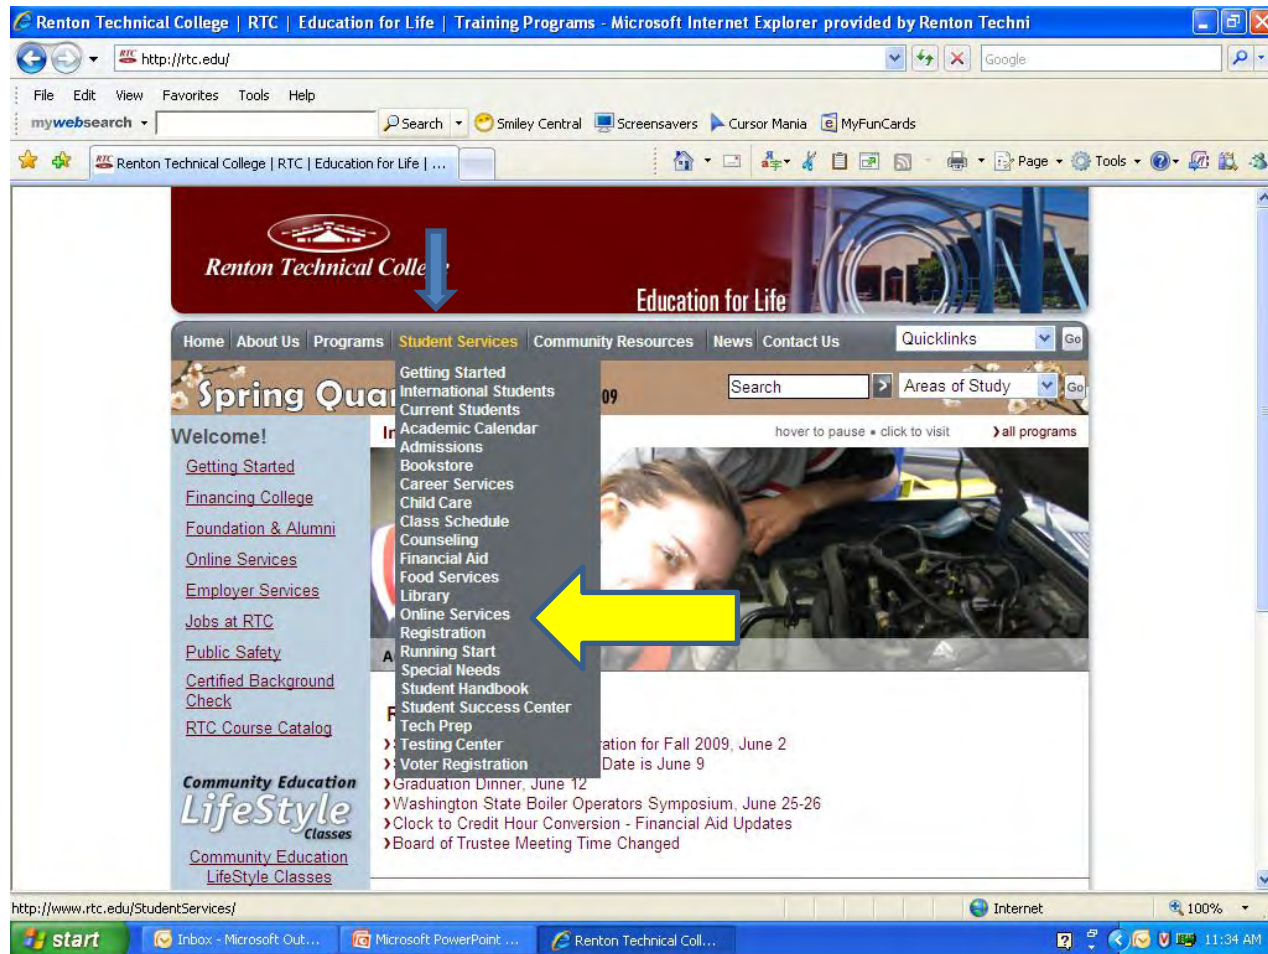 Renton Technical College | RTC | Education for Life | Training Programs - Microsoft Internet Explorer provided by Renton Techni
http://rtc.edu/
Google
File Edit View Favorites Tools Help
mywebsearch Search Smiley Central Screensavers Cursor Mania MyFunCards
Renton Technical College | RTC | Education for Life | ...
Page Tools
Renton Technical College
Education for Life
Home About Us Programs Student Services Community Resources News Contact Us Quicklinks Go
Getting Started
International Students
Current Students
Academic Calendar
Admissions
Bookstore
Career Services
Child Care
Class Schedule
Counseling
Financial Aid
Food Services
Library
Online Services
Registration
Running Start
Special Needs
Student Handbook
Student Success Center
Tech Prep
Testing Center
Voter Registration
Spring 09
Search Areas of Study Go
hover to pause • click to visit all programs
Welcome!
Getting Started
Financing College
Foundation & Alumni
Online Services
Employer Services
Jobs at RTC
Public Safety
Certified Background
Check
RTC Course Catalog
Community Education
LifeStyle
Classes
Community Education
LifeStyle Classes
for Fall 2009, June 2
Date is June 9
Graduation Dinner, June 12
Washington State Boiler Operators Symposium, June 25-26
Clock to Credit Hour Conversion - Financial Aid Updates
Board of Trustee Meeting Time Changed
http://www.rtc.edu/StudentServices/
Internet 100%
start Inbox - Microsoft Out... Microsoft PowerPoint ... Renton Technical Coll... 11:34 AM